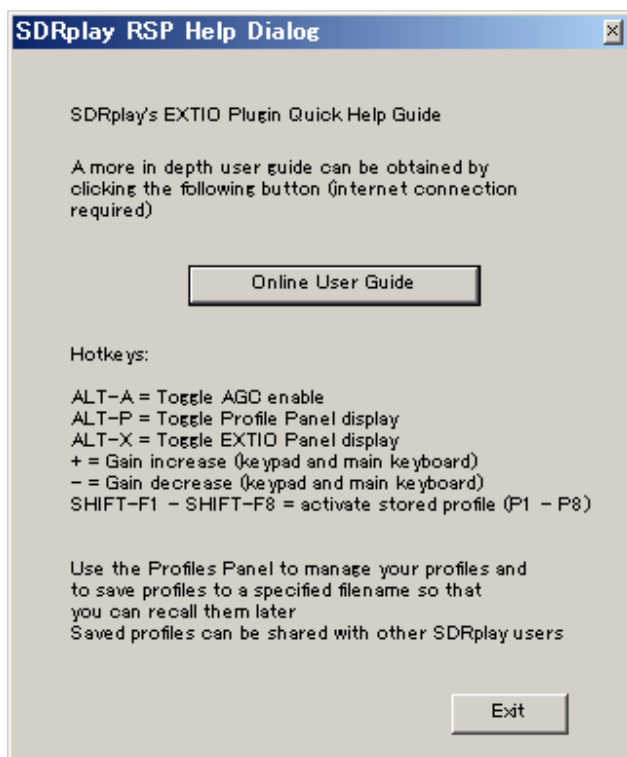 SDRplay RSP Help Dialog
SDRplay's EXTIO Plugin Quick Help Guide
A more in depth user guide can be obtained by
clicking the following button (internet connection
required)
Online User Guide
Hotkeys:
ALT-A = Toggle AGC enable
ALT-P = Toggle Profile Panel display
ALT-X = Toggle EXTIO Panel display
+ = Gain increase (keypad and main keyboard)
- = Gain decrease (keypad and main keyboard)
SHIFT-F1 - SHIFT-F8 = activate stored profile (P1 - P8)
Use the Profiles Panel to manage your profiles and
to save profiles to a specified filename so that
you can recall them later
Saved profiles can be shared with other SDRplay users
Exit